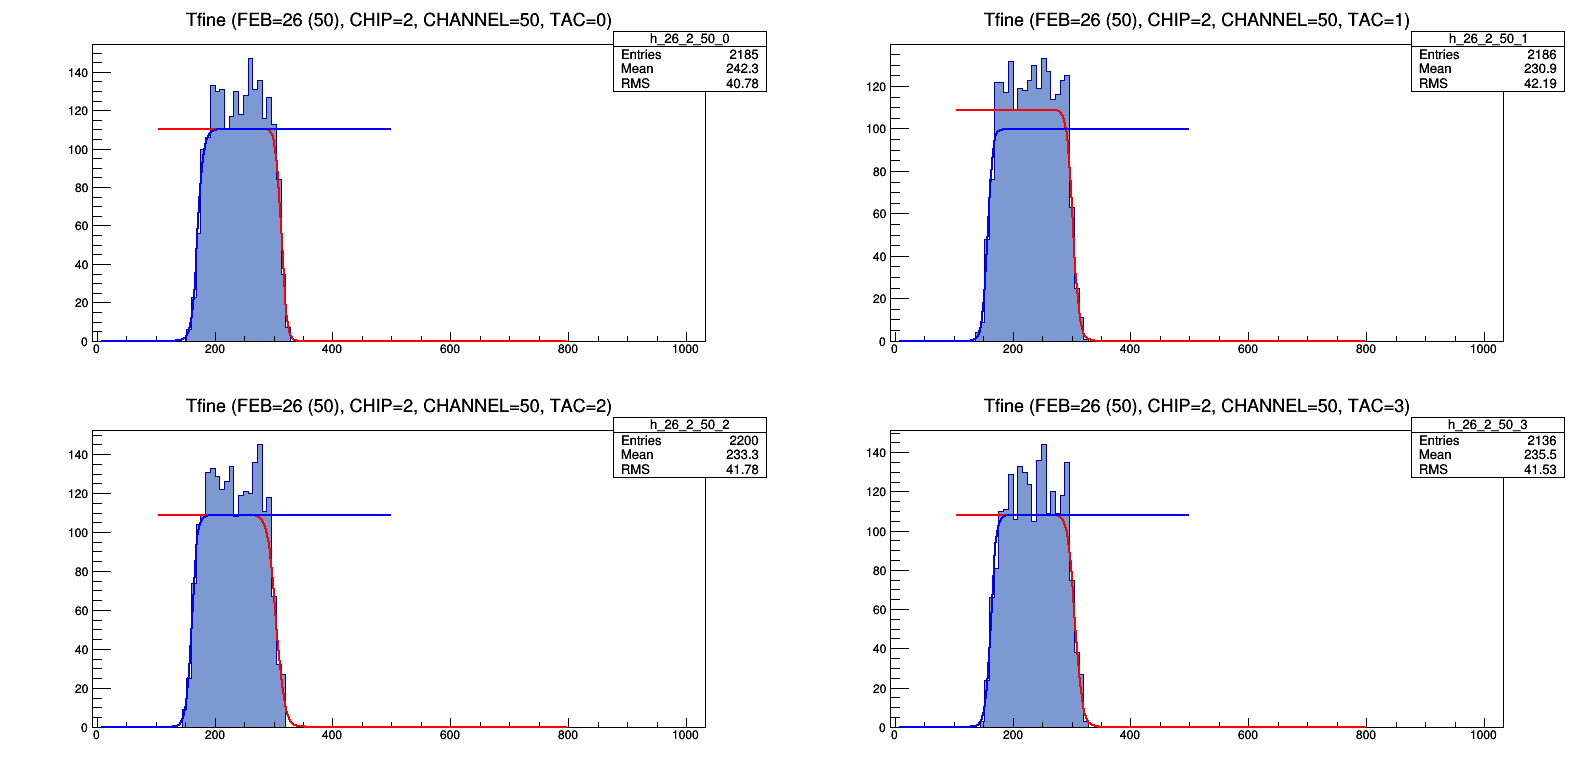 Tfine (FEB=26 (50), CHIP=2, CHANNEL=50, TAC=0)
h_26_2_50_0
Entries 2185
Mean 242.3
RMS 40.78
140
120
100
80
60
40
20
0
0 200 400 600 800 1000
Tfine (FEB=26 (50), CHIP=2, CHANNEL=50, TAC=1)
h_26_2_50_1
Entries 2186
Mean 230.9
RMS 42.19
120
100
80
60
40
20
0
0 200 400 600 800 1000
Tfine (FEB=26 (50), CHIP=2, CHANNEL=50, TAC=2)
h_26_2_50_2
Entries 2200
Mean 233.3
RMS 41.78
140
120
100
80
60
40
20
0
0 200 400 600 800 1000
Tfine (FEB=26 (50), CHIP=2, CHANNEL=50, TAC=3)
h_26_2_50_3
Entries 2136
Mean 235.5
RMS 41.53
140
120
100
80
60
40
20
0
0 200 400 600 800 1000